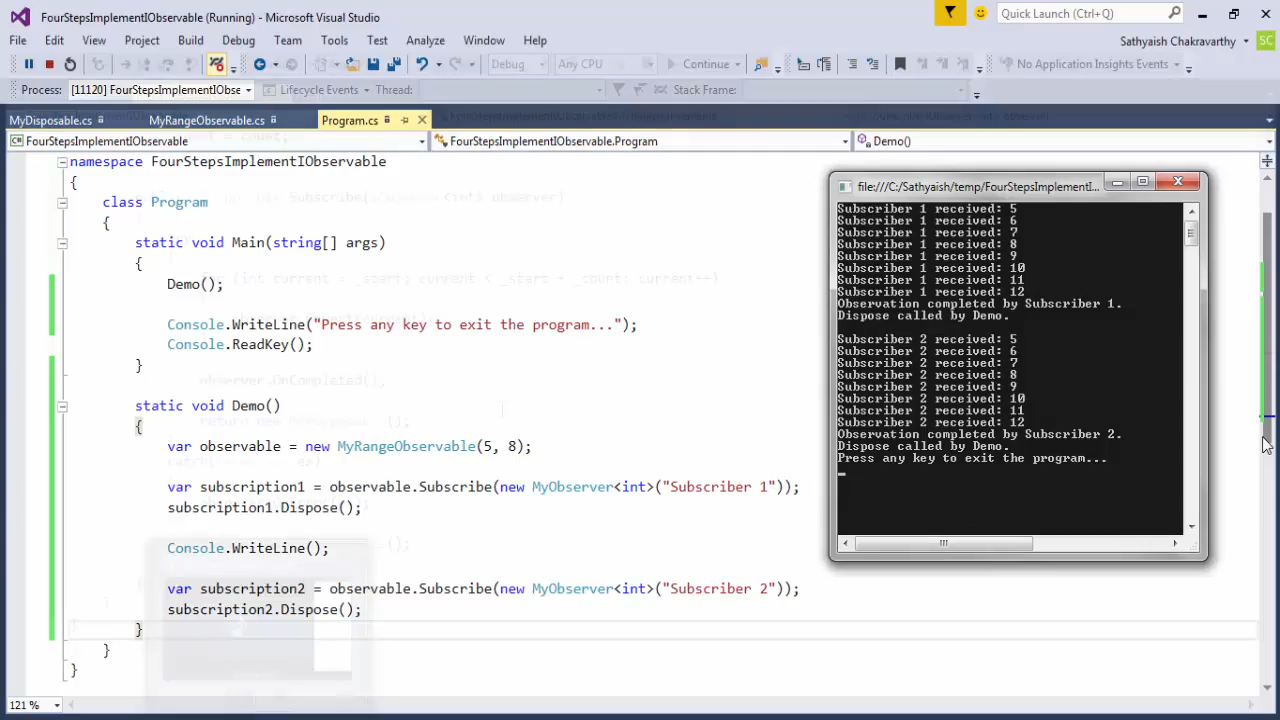 FourStepsImplementIObservable (Running) - Microsoft Visual Studio
Quick Launch (Ctrl+Q)
File Edit View Project Build Debug Team Tools Test Analyze Window Help
Sathyaish Chakravarthy SC
Debug Any CPU Continue No Application Insights Events
Process: [11120] FourStepsImplementIObse Lifecycle Events Thread: Stack Frame:
MyDisposable.cs MyRangeObservable.cs Program.cs
FourStepsImplementIObservable FourStepsImplementIObservable.Program Demo()
namespace FourStepsImplementIObservable
{
class Program
{
static void Main(string[] args)
{
Demo();
Console.WriteLine("Press any key to exit the program...");
Console.ReadKey();
}
static void Demo()
{
var observable = new MyRangeObservable(5, 8);
var subscription1 = observable.Subscribe(new MyObserver<int>("Subscriber 1"));
subscription1.Dispose();
Console.WriteLine();
var subscription2 = observable.Subscribe(new MyObserver<int>("Subscriber 2"));
subscription2.Dispose();
}
}
}
121 %
file:///C:/Sathyaish/temp/FourStepsImplementI...
Subscriber 1 received: 5
Subscriber 1 received: 6
Subscriber 1 received: 7
Subscriber 1 received: 8
Subscriber 1 received: 9
Subscriber 1 received: 10
Subscriber 1 received: 11
Subscriber 1 received: 12
Observation completed by Subscriber 1.
Dispose called by Demo.
Subscriber 2 received: 5
Subscriber 2 received: 6
Subscriber 2 received: 7
Subscriber 2 received: 8
Subscriber 2 received: 9
Subscriber 2 received: 10
Subscriber 2 received: 11
Subscriber 2 received: 12
Observation completed by Subscriber 2.
Dispose called by Demo.
Press any key to exit the program...